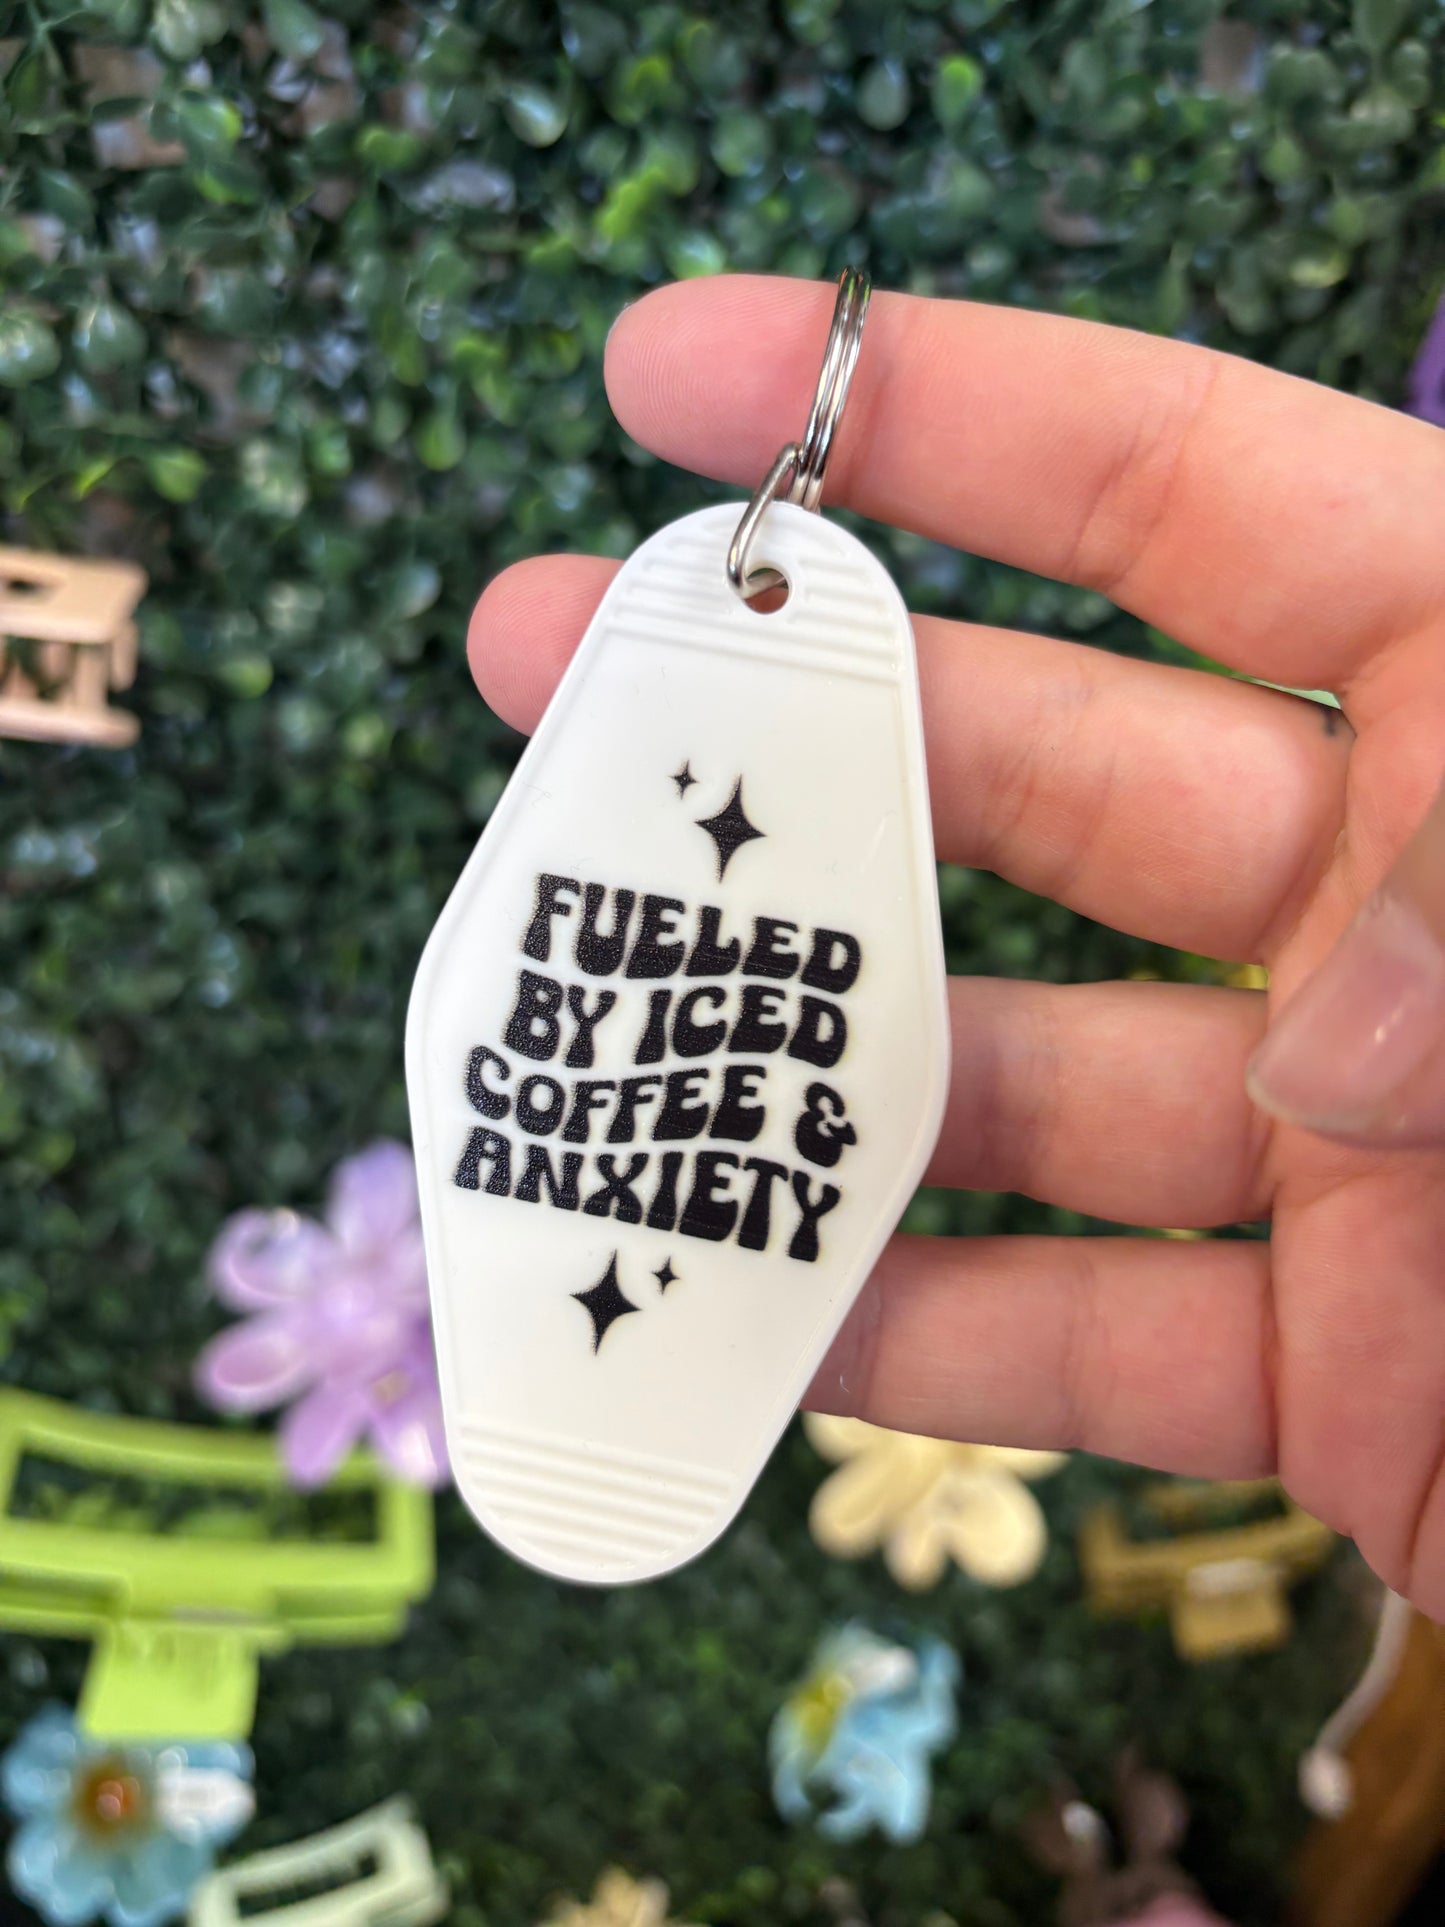 FUELED
BY ICED
COFFEE &
ANXIETY